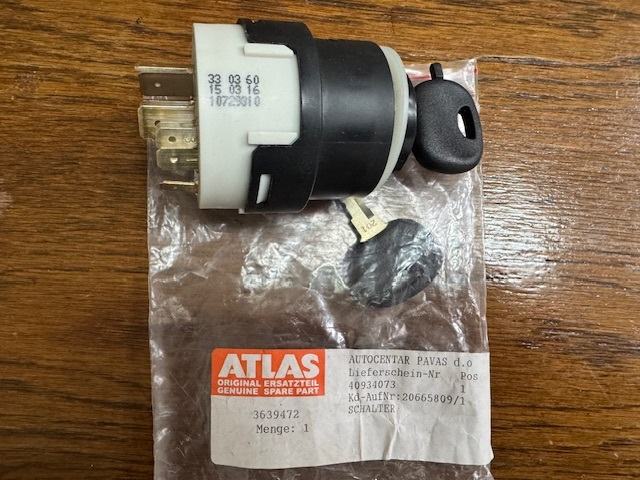 33 03 60
15 03 16
10729910
201
ATLAS
ORIGINAL ERSATZTEIL
GENUINE SPARE PART
3639472
Menge: 1
AUTOCENTAR PAVAS d.o
Lieferschein-Nr Pos
40934073 1
Kd-AufNr:20665809/1
SCHALTER